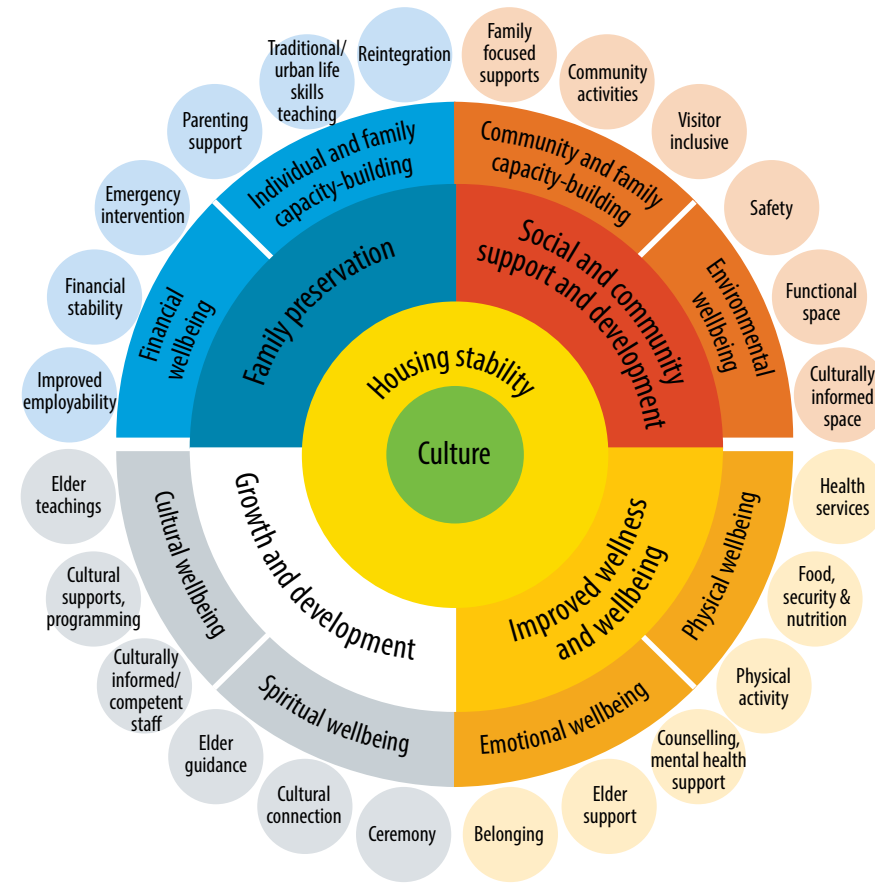 Reintegration
Traditional/
urban life
skills
teaching
Parenting
support
Emergency
intervention
Financial
stability
Improved
employability
Family
focused
supports
Community
activities
Visitor
inclusive
Safety
Functional
space
Culturally
informed
space
Individual and family
capacity-building
Financial
wellbeing
Community and family
capacity-building
Environmental
wellbeing
Family preservation
Social and community
support and development
Housing stability
Culture
Growth and development
Improved wellness
and wellbeing
Cultural wellbeing
Spiritual wellbeing
Physical wellbeing
Emotional wellbeing
Elder
teachings
Cultural
supports,
programming
Culturally
informed/
competent
staff
Elder
guidance
Cultural
connection
Ceremony
Health
services
Food,
security &
nutrition
Physical
activity
Counselling,
mental health
support
Elder
support
Belonging